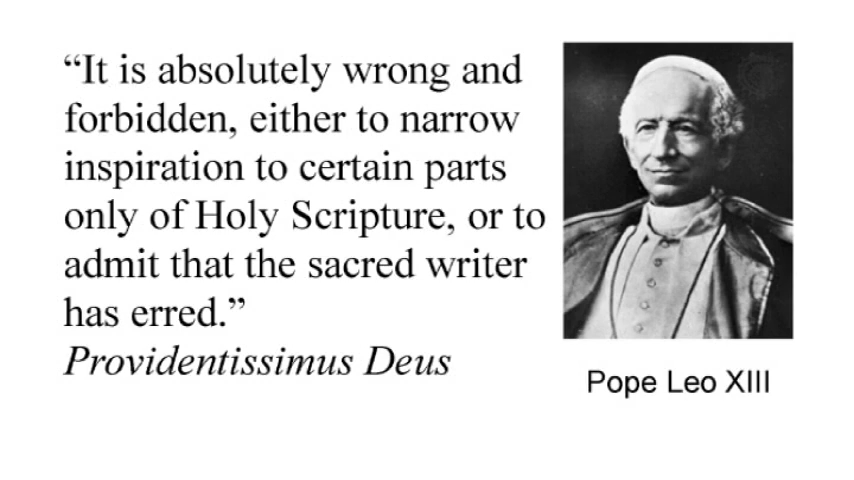 “It is absolutely wrong and
forbidden, either to narrow
inspiration to certain parts
only of Holy Scripture, or to
admit that the sacred writer
has erred.”
Providentissimus Deus
Pope Leo XIII